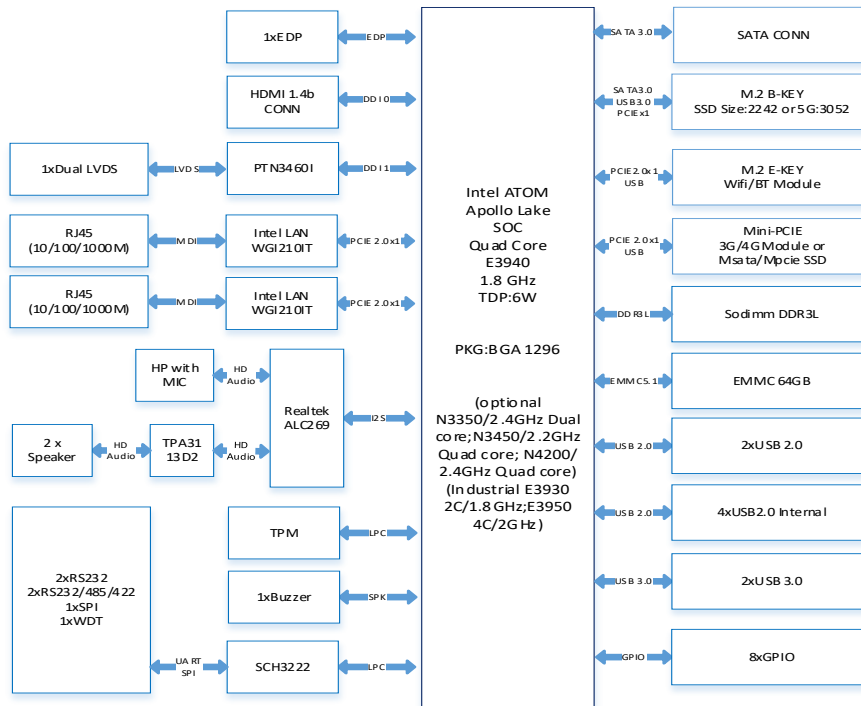 1xEDP
EDP
HDMI 1.4b
CONN
DDI0
1xDual LVDS
LVDS
PTN3460I
DDI1
RJ45
(10/100/1000M)
MDI
Intel LAN
WGI210IT
PCIE 2.0x1
RJ45
(10/100/1000M)
MDI
Intel LAN
WGI210IT
PCIE 2.0x1
HP with
MIC
HD
Audio
Realtek
ALC269
I2S
2 x
Speaker
HD
Audio
TPA31
13D2
HD
Audio
TPM
LPC
1xBuzzer
SPK
2xRS232
2xRS232/485/422
1xSPI
1xWDT
UART
SPI
SCH3222
LPC
Intel ATOM
Apollo Lake
SOC
Quad Core
E3940
1.8 GHz
TDP:6W
PKG:BGA 1296
(optional
N3350/2.4GHz Dual
core;N3450/2.2GHz
Quad core; N4200/
2.4GHz Quad core)
(Industrial E3930
2C/1.8GHz;E3950
4C/2GHz)
SATA 3.0
SATA CONN
SATA3.0
USB3.0
PCIEx1
M.2 B-KEY
SSD Size:2242 or 5G:3052
PCIE2.0x1
USB
M.2 E-KEY
Wifi/BT Module
PCIE 2.0x1
USB
Mini-PCIE
3G/4G Module or
Msata/Mpcie SSD
DDR3L
Sodimm DDR3L
EMMC5.1
EMMC 64GB
USB 2.0
2xUSB 2.0
USB 2.0
4xUSB2.0 Internal
USB 3.0
2xUSB 3.0
GPIO
8xGPIO